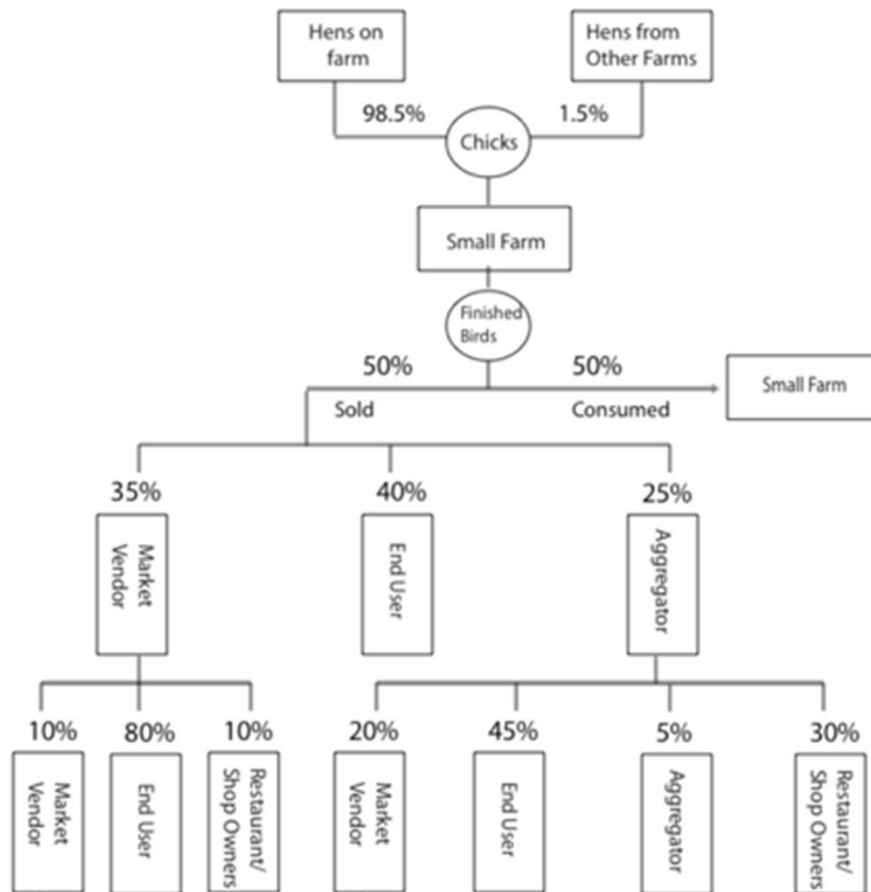 Hens on
farm
Hens from
Other Farms
98.5%
1.5%
Chicks
Small Farm
Finished
Birds
50%
50%
Sold
Consumed
Small Farm
35%
40%
25%
Market
Vendor
End User
Aggregator
10%
80%
10%
20%
45%
5%
30%
Market
Vendor
End User
Restaurant/
Shop Owners
Market
Vendor
End User
Aggregator
Restaurant/
Shop Owners